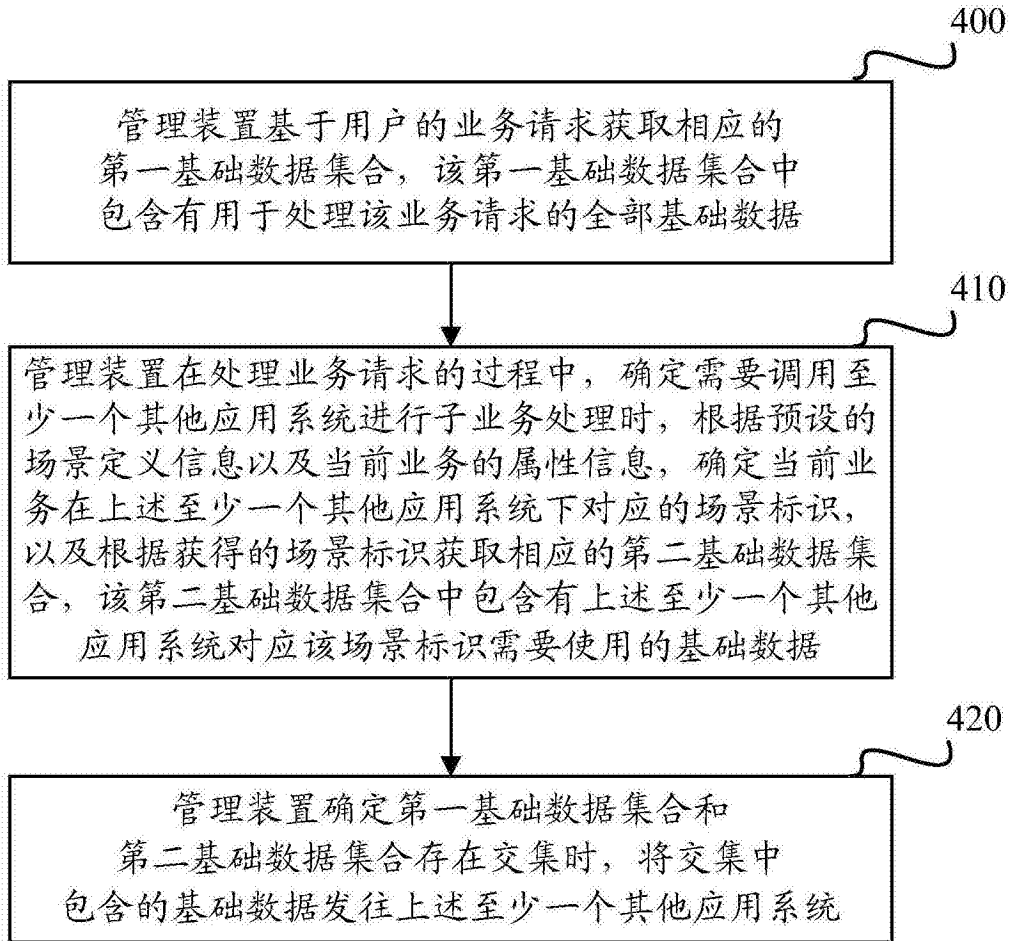 400
管理装置基于用户的业务请求获取相应的
第一基础数据集合，该第一基础数据集合中
包含有用于处理该业务请求的全部基础数据
410
管理装置在处理业务请求的过程中，确定需要调用至
少一个其他应用系统进行子业务处理时，根据预设的
场景定义信息以及当前业务的属性信息，确定当前业
务在上述至少一个其他应用系统下对应的场景标识，
以及根据获得的场景标识获取相应的第二基础数据集
合，该第二基础数据集合中包含有上述至少一个其他
应用系统对应该场景标识需要使用的基础数据
420
管理装置确定第一基础数据集合和
第二基础数据集合存在交集时，将交集中
包含的基础数据发往上述至少一个其他应用系统